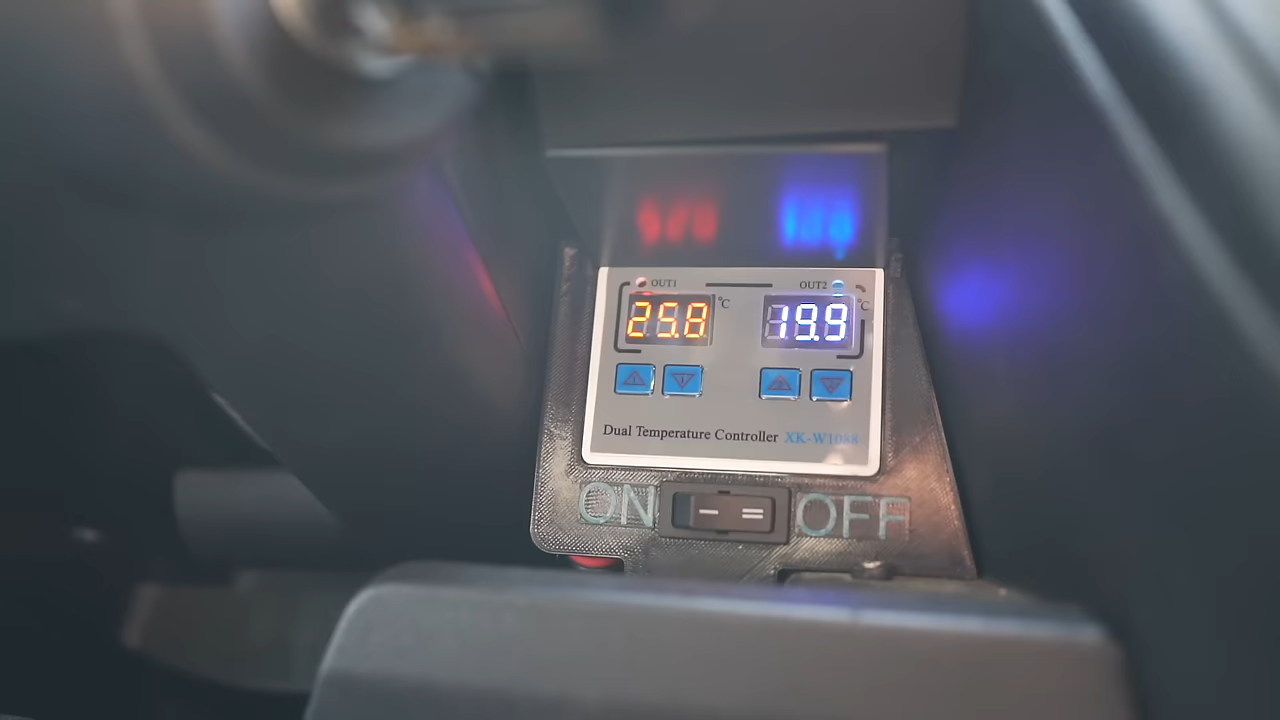 OUT1 OUT2
25.8 °C 19.9 °C
Dual Temperature Controller XK-W1088
ON OFF